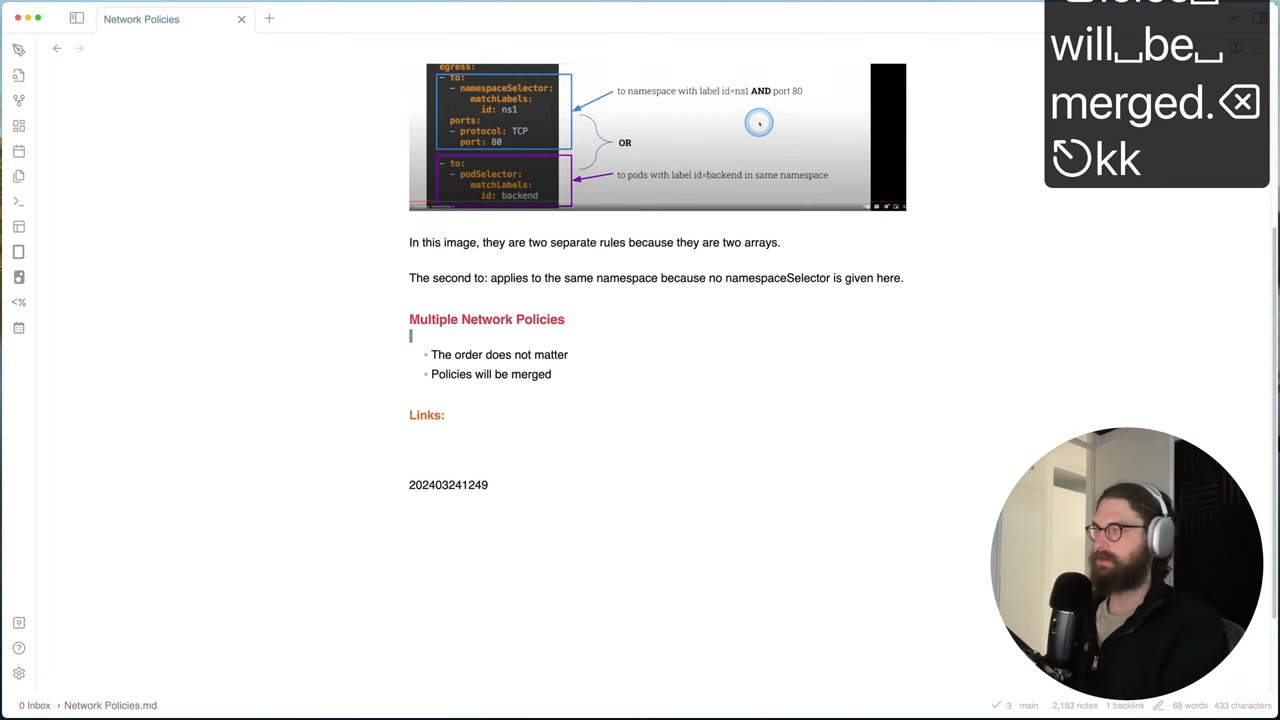 Network Policies
will␣be␣
merged.⌫
kk
egress:
- to:
- namespaceSelector:
matchLabels:
id: ns1
ports:
- protocol: TCP
port: 80
- to:
- podSelector:
matchLabels:
id: backend
to namespace with label id=ns1 AND port 80
OR
to pods with label id=backend in same namespace
In this image, they are two separate rules because they are two arrays.
The second to: applies to the same namespace because no namespaceSelector is given here.
Multiple Network Policies
The order does not matter
Policies will be merged
Links:
202403241249
0 Inbox › Network Policies.md
3 main 2,183 notes 1 backlink 68 words 433 characters